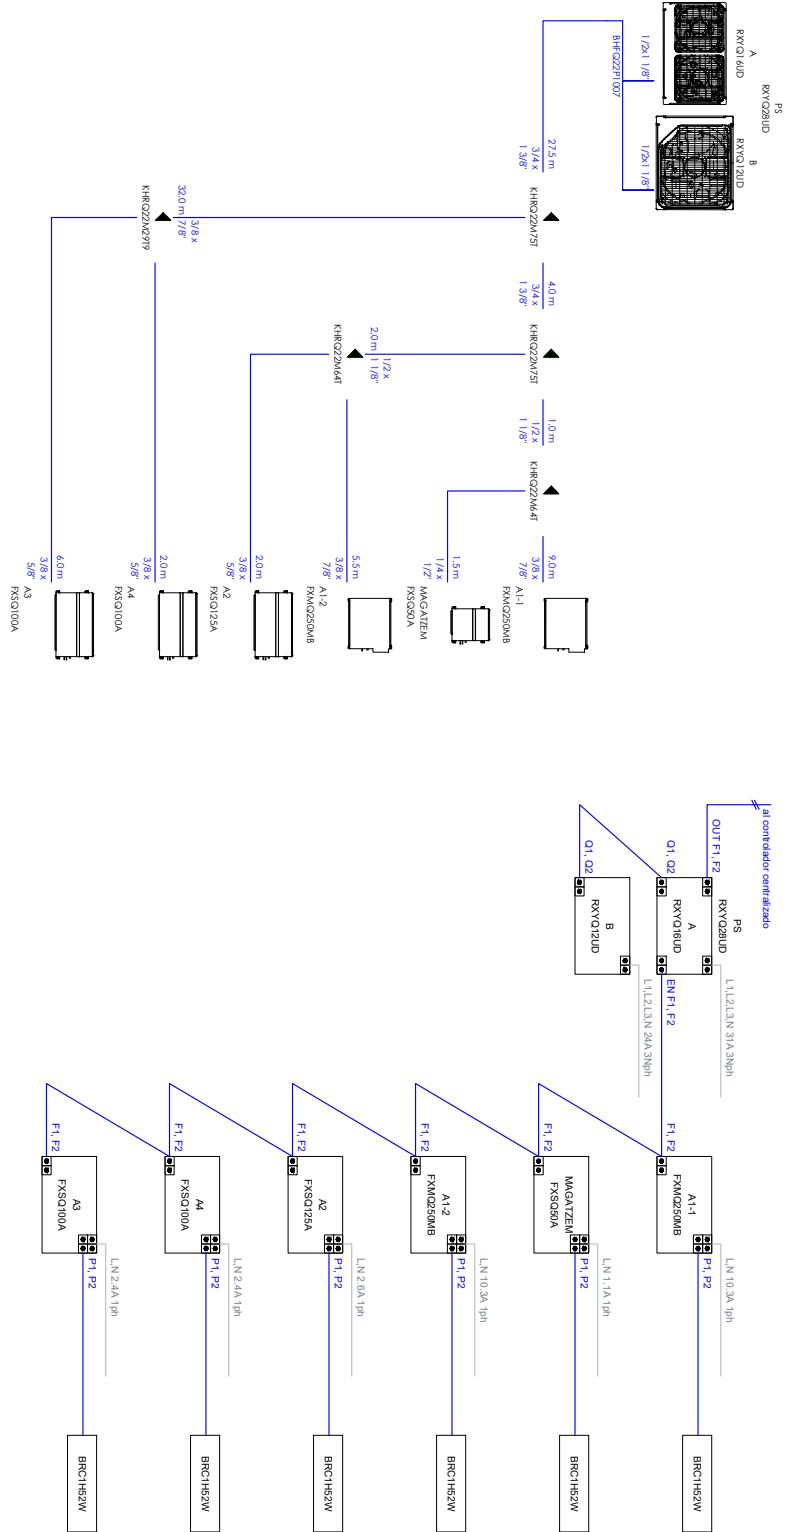 PS
RXYQ28UD
A
RXYQ16UD
B
RXYQ12UD
1/2x1 1/8"
1/2x1 1/8"
BHFQ22P1007
27.5 m
3/4 x
1 3/8"
KHRQ22M75T
4.0 m
3/4 x
1 3/8"
KHRQ22M75T
1.0 m
1/2 x
1 1/8"
KHRQ22M64T
9.0 m
3/8 x
7/8"
A1-1
FXMQ250MB
1.5 m
1/4 x
1/2"
MAGATZEM
FXSQ50A
2.0 m
1/2 x
1 1/8"
KHRQ22M64T
5.5 m
3/8 x
7/8"
A1-2
FXMQ250MB
2.0 m
3/8 x
5/8"
A2
FXSQ125A
32.0 m
3/8 x
7/8"
KHRQ22M29T9
2.0 m
3/8 x
5/8"
A4
FXSQ100A
6.0 m
3/8 x
5/8"
A3
FXSQ100A
al controlador centralizado
OUT F1, F2
PS
RXYQ28UD
A
RXYQ16UD
Q1, Q2
L1,L2,L3,N 31A 3Nph
EN F1, F2
Q1, Q2
B
RXYQ12UD
L1,L2,L3,N 24A 3Nph
F1, F2
A1-1
FXMQ250MB
L,N 10.3A 1ph
P1, P2
BRC1H52W
F1, F2
MAGATZEM
FXSQ50A
L,N 1.1A 1ph
P1, P2
BRC1H52W
F1, F2
A1-2
FXMQ250MB
L,N 10.3A 1ph
P1, P2
BRC1H52W
F1, F2
A2
FXSQ125A
L,N 2.6A 1ph
P1, P2
BRC1H52W
F1, F2
A4
FXSQ100A
L,N 2.4A 1ph
P1, P2
BRC1H52W
F1, F2
A3
FXSQ100A
L,N 2.4A 1ph
P1, P2
BRC1H52W